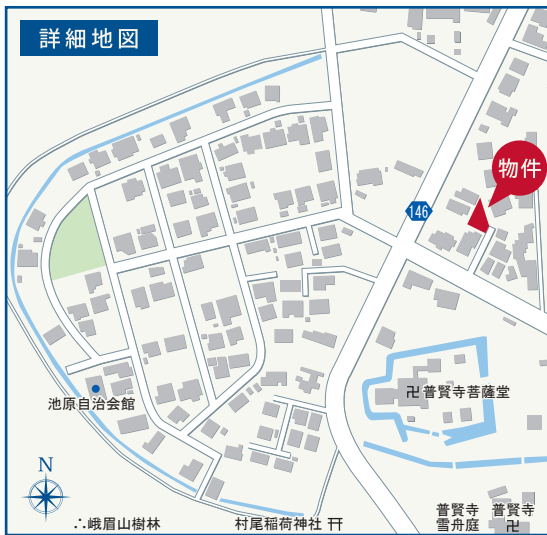 詳細地図
物件
146
卍普賢寺菩薩堂
池原自治会館
N
∴峨眉山樹林
村尾稲荷神社
普賢寺
雪舟庭
普賢寺
卍